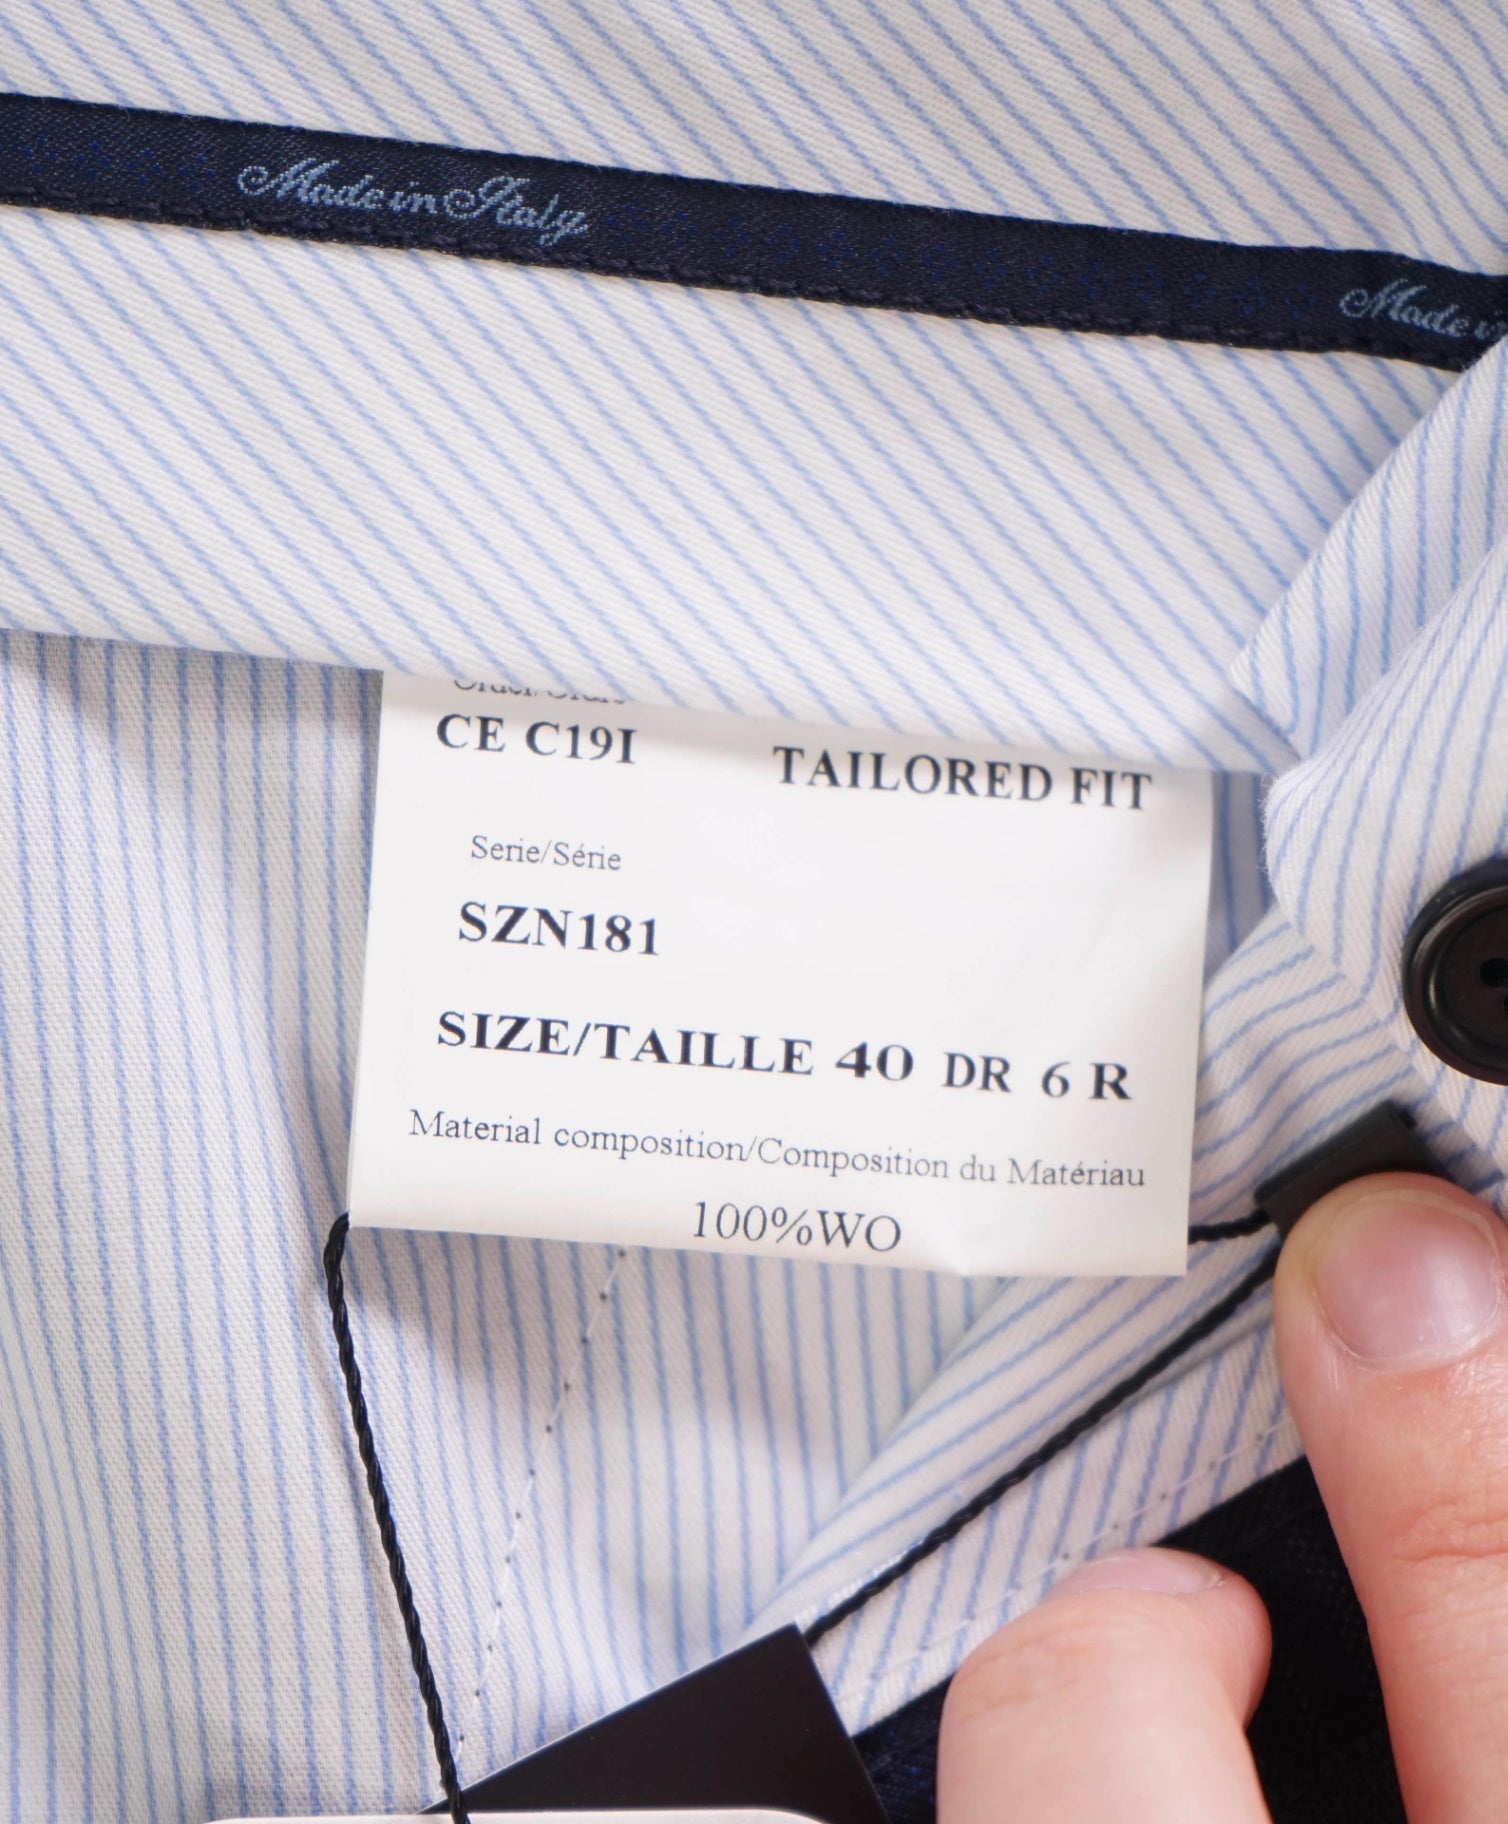 Made in Italy
Made in
CE C19I TAILORED FIT
Serie/Série
SZN181
SIZE/TAILLE 40 DR 6 R
Material composition/Composition du Matériau
100%WO